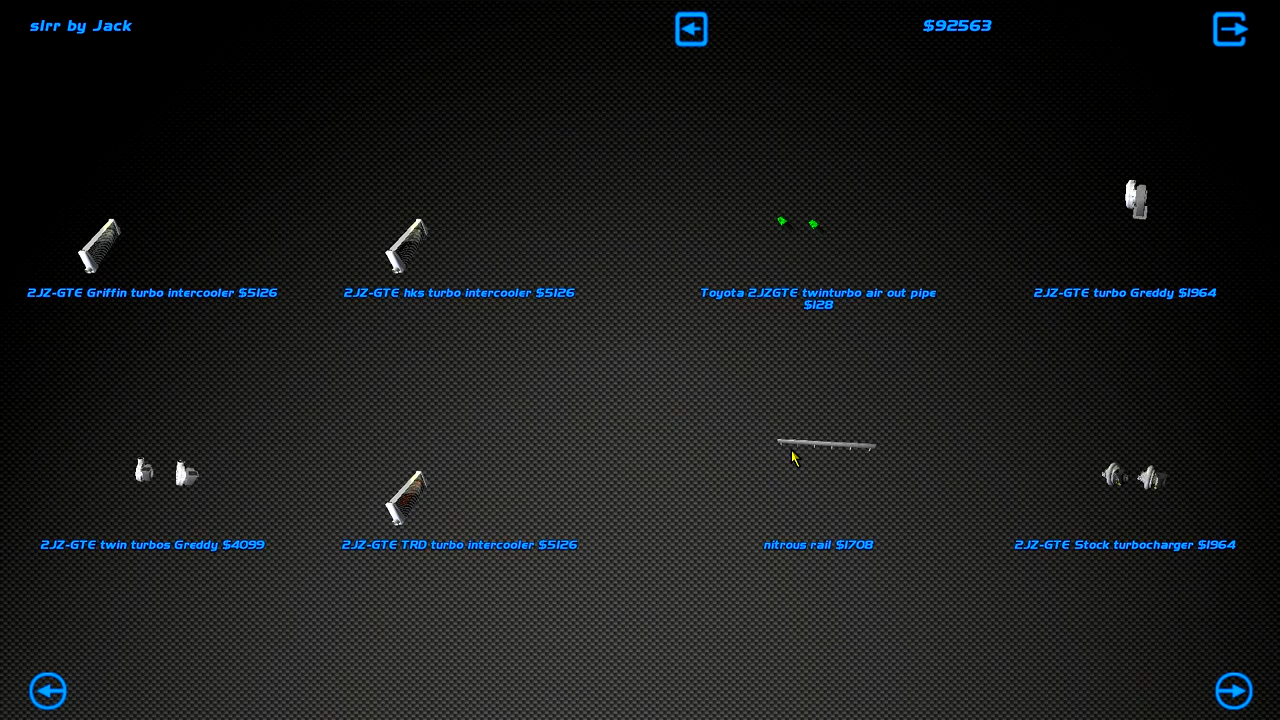 slrr by Jack
$92563
2JZ-GTE Griffin turbo intercooler $5126
2JZ-GTE hks turbo intercooler $5126
Toyota 2JZGTE twinturbo air out pipe
$128
2JZ-GTE turbo Greddy $1964
2JZ-GTE twin turbos Greddy $4099
2JZ-GTE TRD turbo intercooler $5126
nitrous rail $1708
2JZ-GTE Stock turbocharger $1964